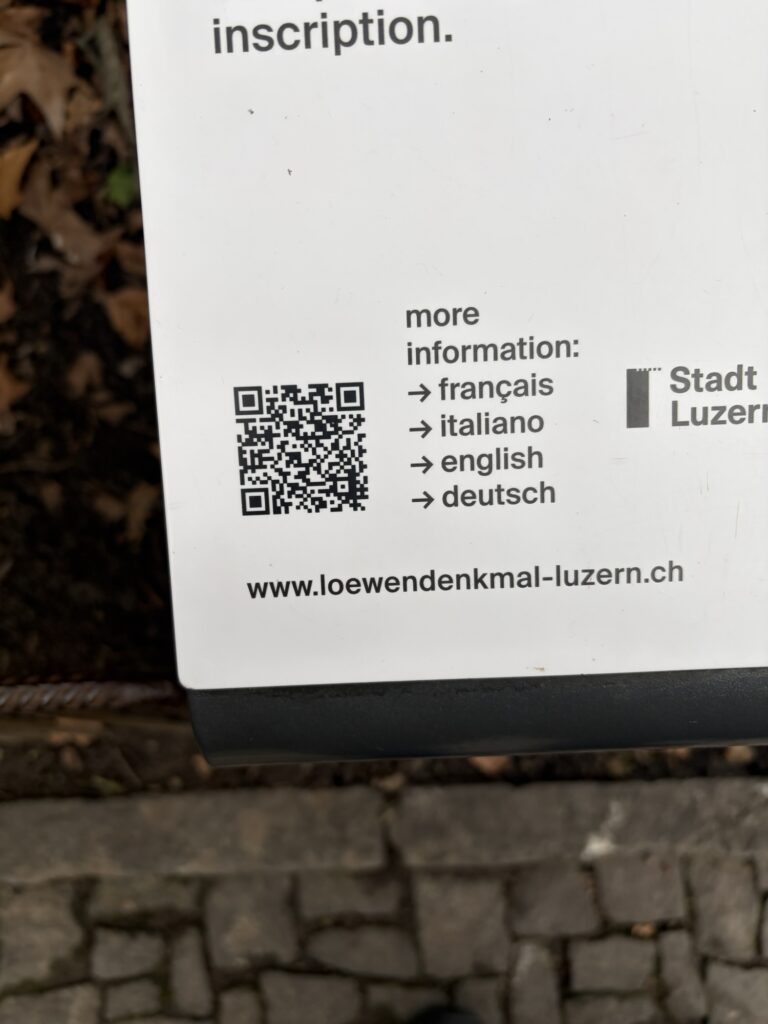 inscription.
more
information:
→ français
→ italiano
→ english
→ deutsch
Stadt
Luzern
www.loewendenkmal-luzern.ch